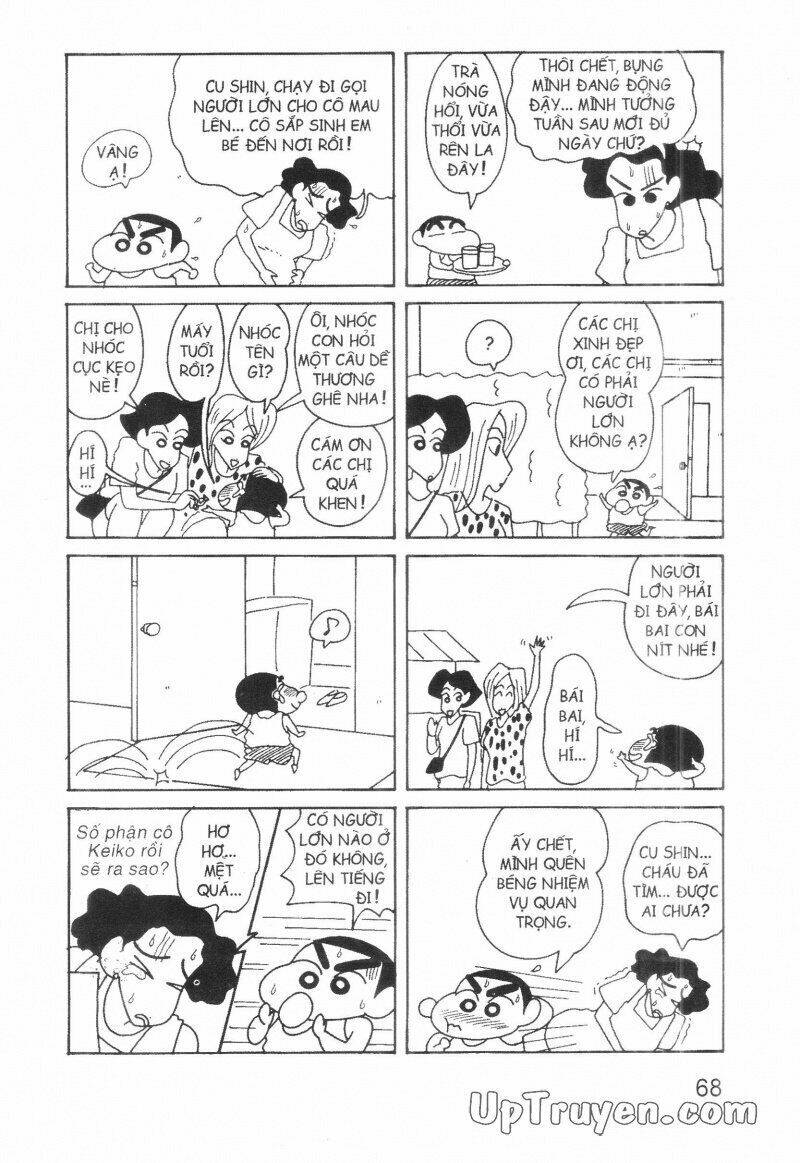 THÔI CHẾT, BỤNG
MÌNH ĐANG ĐỘNG
ĐẬY... MÌNH TƯỞNG
TUẦN SAU MỚI ĐỦ
NGÀY CHỨ?
TRÀ
NÓNG
HỔI, VỪA
THỔI VỪA
RÊN LA
ĐÂY!
CU SHIN, CHẠY ĐI GỌI
NGƯỜI LỚN CHO CÔ MAU
LÊN... CÔ SẮP SINH EM
BÉ ĐẾN NƠI RỒI!
VÂNG
Ạ!
CÁC CHỊ
XINH ĐẸP
ƠI, CÁC CHỊ
CÓ PHẢI
NGƯỜI
LỚN
KHÔNG Ạ?
?
ÔI, NHÓC
CON HỎI
MỘT CÂU DỄ
THƯƠNG
GHÊ NHA!
NHÓC
TÊN
GÌ?
MẤY
TUỔI
RỒI?
CHỊ CHO
NHÓC
CỤC KẸO
NÈ!
CÁM ƠN
CÁC CHỊ
QUÁ
KHEN!
HÍ
HÍ
...
NGƯỜI
LỚN PHẢI
ĐI ĐÂY, BÁI
BAI CON
NÍT NHÉ!
BÁI
BAI,
HÍ
HÍ...
♪
CU SHIN...
CHÁU ĐÃ
TÌM... ĐƯỢC
AI CHƯA?
ẤY CHẾT,
MÌNH QUÊN
BÉNG NHIỆM
VỤ QUAN
TRỌNG.
CÓ NGƯỜI
LỚN NÀO Ở
ĐÓ KHÔNG,
LÊN TIẾNG
ĐI!
HƠ
HƠ...
MỆT
QUÁ...
Số phận cô
Keiko rồi
sẽ ra sao?
68
UpTruyen.com